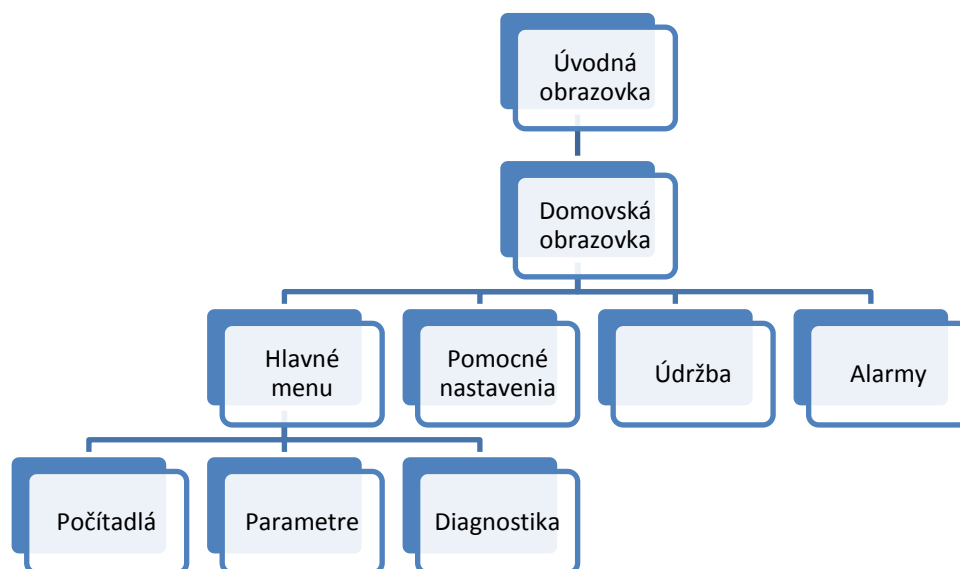 Úvodná
obrazovka
Domovská
obrazovka
Hlavné
menu
Pomocné
nastavenia
Údržba
Alarmy
Počítadlá
Parametre
Diagnostika